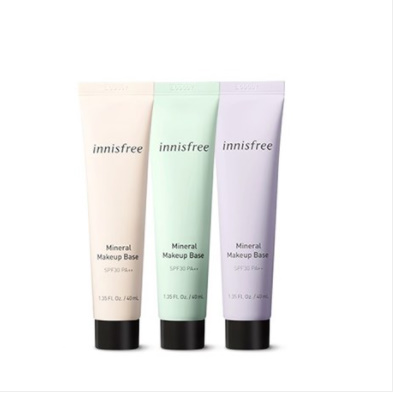 innisfree
Mineral
Makeup Base
SPF30 PA++
1.35 FL. Oz. / 40 mL
innisfree
Mineral
Makeup Base
SPF30 PA++
1.35 FL. Oz. / 40 mL
innisfree
Mineral
Makeup Base
SPF30 PA++
1.35 FL. Oz. / 40 mL